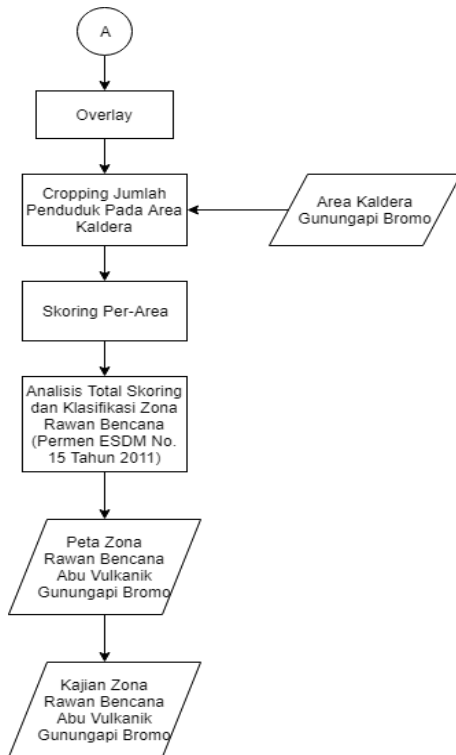 A
Overlay
Cropping Jumlah
Penduduk Pada Area
Kaldera
Area Kaldera
Gunungapi Bromo
Skoring Per-Area
Analisis Total Skoring
dan Klasifikasi Zona
Rawan Bencana
(Permen ESDM No.
15 Tahun 2011)
Peta Zona
Rawan Bencana
Abu Vulkanik
Gunungapi Bromo
Kajian Zona
Rawan Bencana
Abu Vulkanik
Gunungapi Bromo